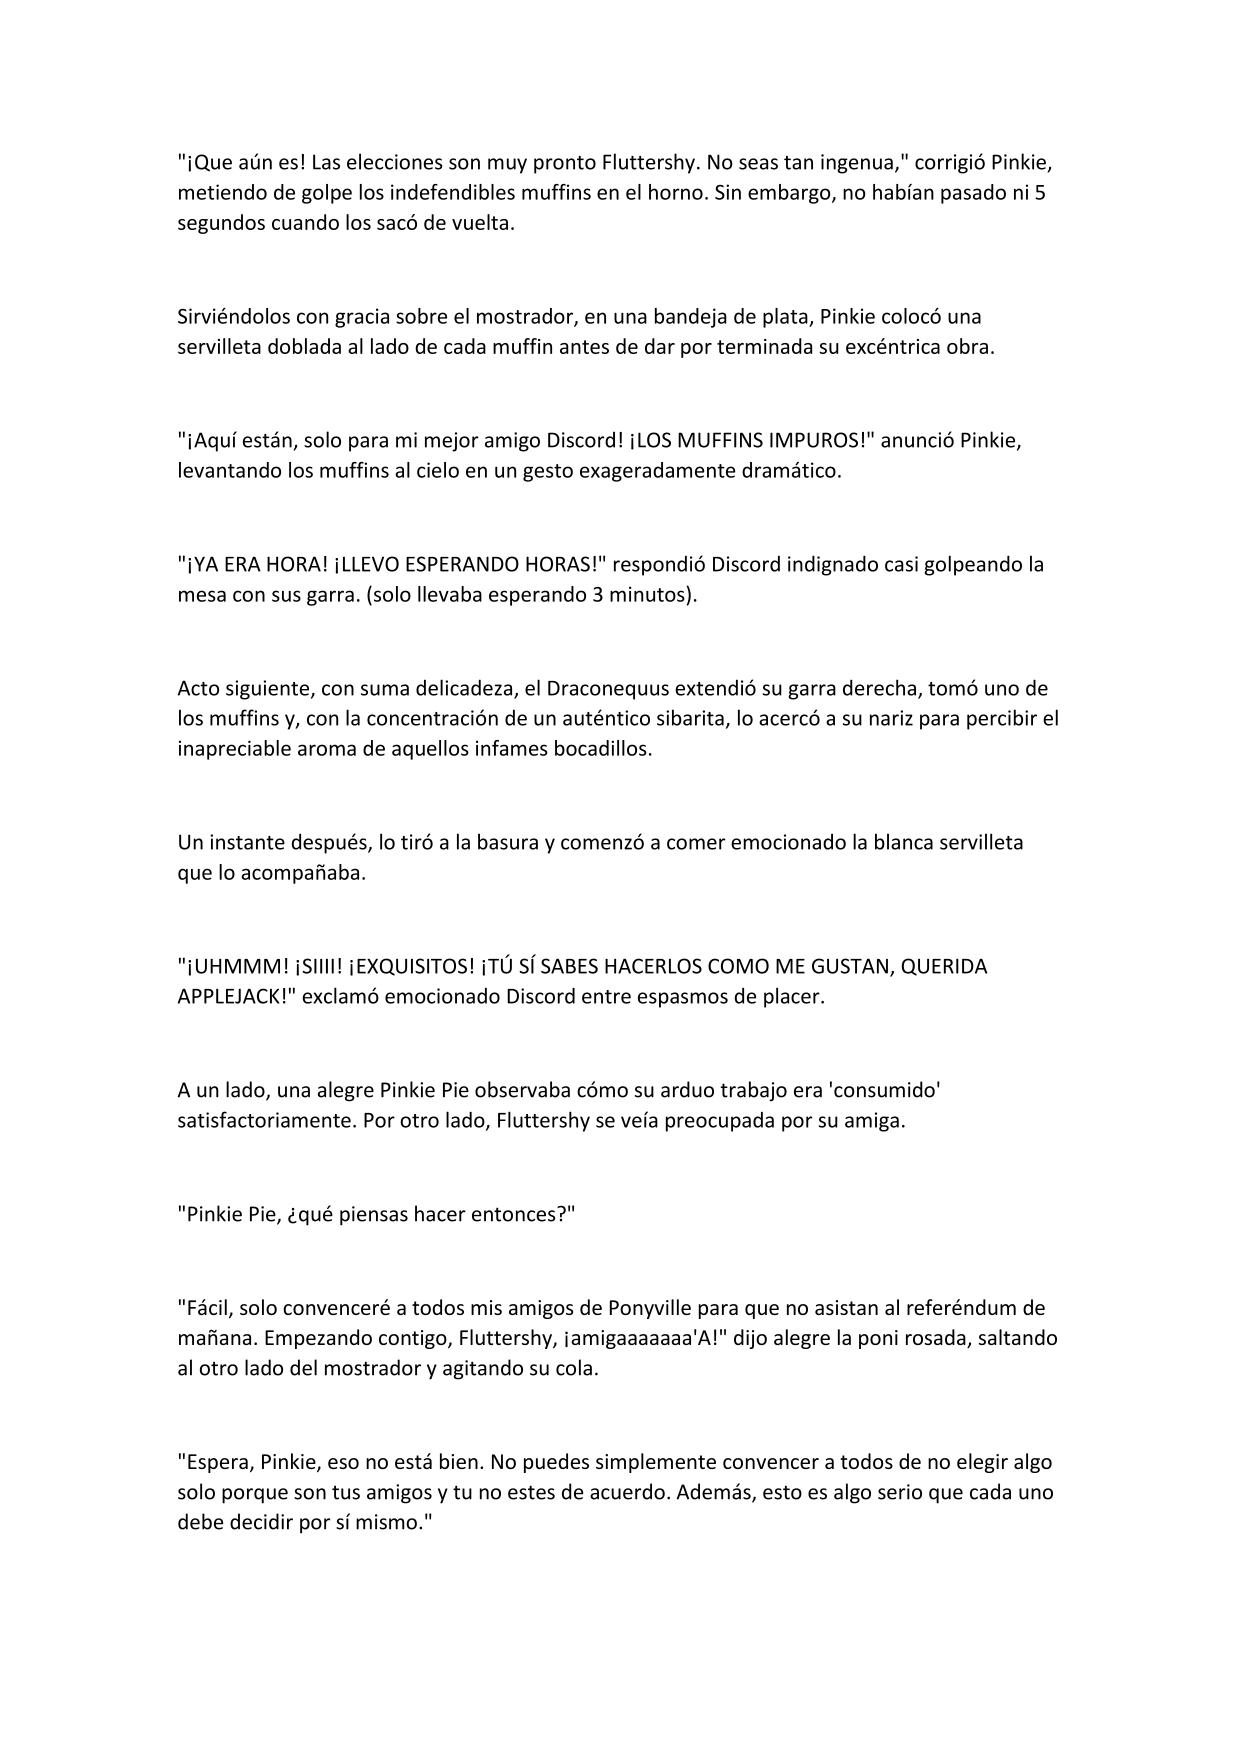 "¡Que aún es! Las elecciones son muy pronto Fluttershy. No seas tan ingenua," corrigió Pinkie,
metiendo de golpe los indefendibles muffins en el horno. Sin embargo, no habían pasado ni 5
segundos cuando los sacó de vuelta.
Sirviéndolos con gracia sobre el mostrador, en una bandeja de plata, Pinkie colocó una
servilleta doblada al lado de cada muffin antes de dar por terminada su excéntrica obra.
"¡Aquí están, solo para mi mejor amigo Discord! ¡LOS MUFFINS IMPUROS!" anunció Pinkie,
levantando los muffins al cielo en un gesto exageradamente dramático.
"¡YA ERA HORA! ¡LLEVO ESPERANDO HORAS!" respondió Discord indignado casi golpeando la
mesa con sus garra. (solo llevaba esperando 3 minutos).
Acto siguiente, con suma delicadeza, el Draconequus extendió su garra derecha, tomó uno de
los muffins y, con la concentración de un auténtico sibarita, lo acercó a su nariz para percibir el
inapreciable aroma de aquellos infames bocadillos.
Un instante después, lo tiró a la basura y comenzó a comer emocionado la blanca servilleta
que lo acompañaba.
"¡UHMMM! ¡SIIII! ¡EXQUISITOS! ¡TÚ SÍ SABES HACERLOS COMO ME GUSTAN, QUERIDA
APPLEJACK!" exclamó emocionado Discord entre espasmos de placer.
A un lado, una alegre Pinkie Pie observaba cómo su arduo trabajo era 'consumido'
satisfactoriamente. Por otro lado, Fluttershy se veía preocupada por su amiga.
"Pinkie Pie, ¿qué piensas hacer entonces?"
"Fácil, solo convenceré a todos mis amigos de Ponyville para que no asistan al referéndum de
mañana. Empezando contigo, Fluttershy, ¡amigaaaaaaa'A!" dijo alegre la poni rosada, saltando
al otro lado del mostrador y agitando su cola.
"Espera, Pinkie, eso no está bien. No puedes simplemente convencer a todos de no elegir algo
solo porque son tus amigos y tu no estes de acuerdo. Además, esto es algo serio que cada uno
debe decidir por sí mismo."